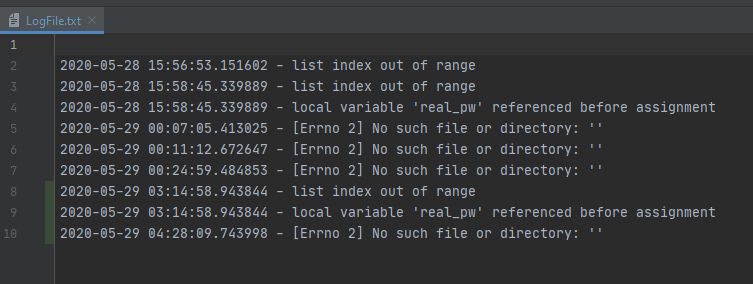 LogFile.txt
1
2 2020-05-28 15:56:53.151602 - list index out of range
3 2020-05-28 15:58:45.339889 - list index out of range
4 2020-05-28 15:58:45.339889 - local variable 'real_pw' referenced before assignment
5 2020-05-29 00:07:05.413025 - [Errno 2] No such file or directory: ''
6 2020-05-29 00:11:12.672647 - [Errno 2] No such file or directory: ''
7 2020-05-29 00:24:59.484853 - [Errno 2] No such file or directory: ''
8 2020-05-29 03:14:58.943844 - list index out of range
9 2020-05-29 03:14:58.943844 - local variable 'real_pw' referenced before assignment
10 2020-05-29 04:28:09.743998 - [Errno 2] No such file or directory: ''